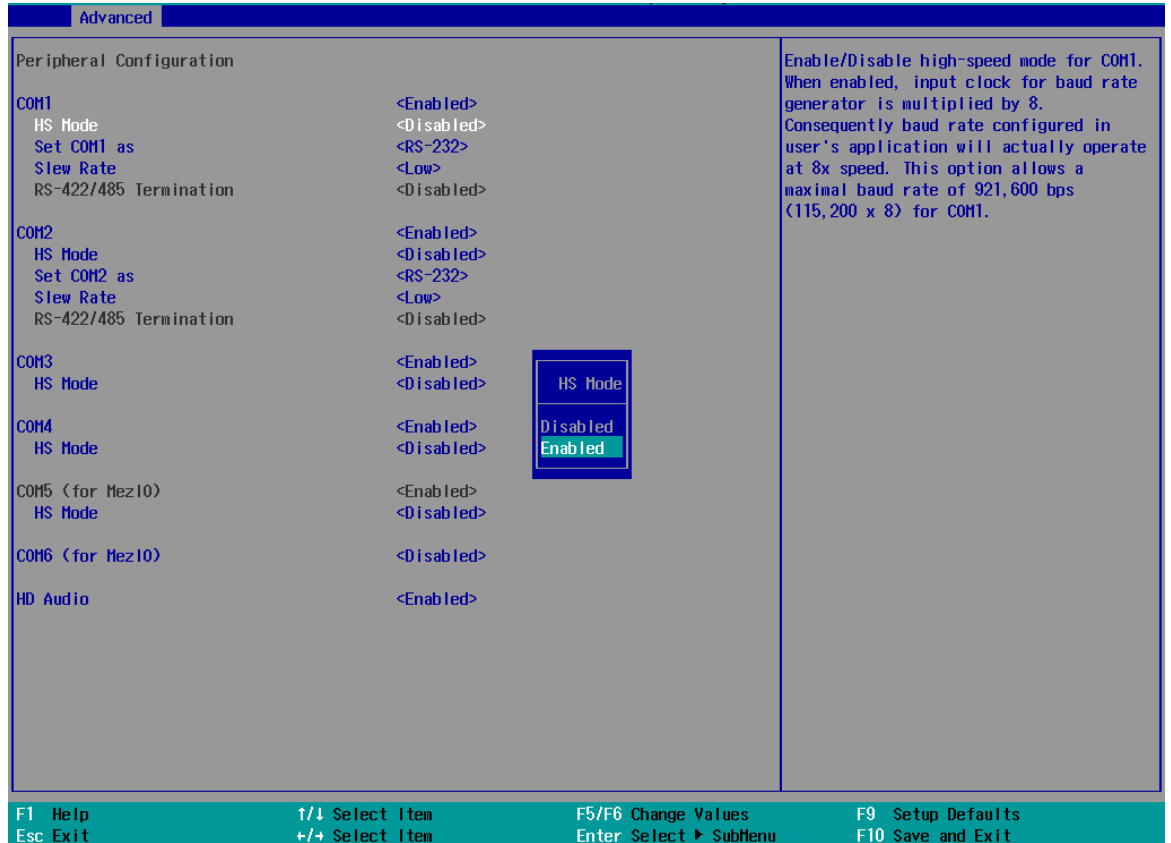 Advanced
Peripheral Configuration
COM1 <Enabled>
HS Mode <Disabled>
Set COM1 as <RS-232>
Slew Rate <Low>
RS-422/485 Termination <Disabled>
COM2 <Enabled>
HS Mode <Disabled>
Set COM2 as <RS-232>
Slew Rate <Low>
RS-422/485 Termination <Disabled>
COM3 <Enabled>
HS Mode <Disabled>
COM4 <Enabled>
HS Mode <Disabled>
COM5 (for MezIO) <Enabled>
HS Mode <Disabled>
COM6 (for MezIO) <Disabled>
HD Audio <Enabled>
HS Mode
Disabled
Enabled
Enable/Disable high-speed mode for COM1.
When enabled, input clock for baud rate
generator is multiplied by 8.
Consequently baud rate configured in
user's application will actually operate
at 8x speed. This option allows a
maximal baud rate of 921,600 bps
(115,200 x 8) for COM1.
F1 Help ↑/↓ Select Item F5/F6 Change Values F9 Setup Defaults
Esc Exit ←/→ Select Item Enter Select ▶ SubMenu F10 Save and Exit